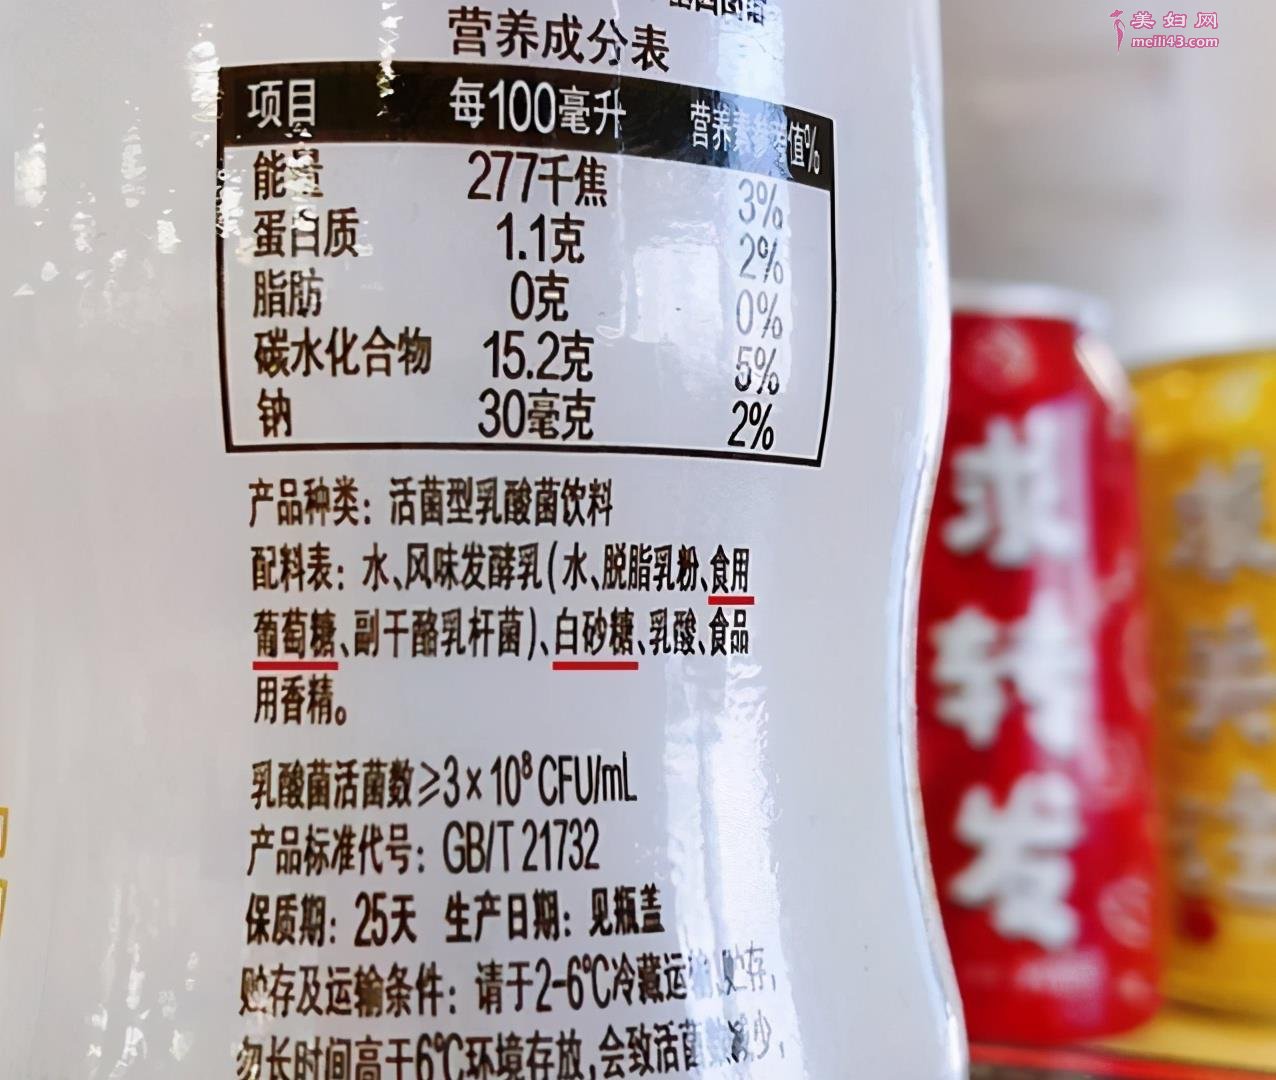 美妇网
meili43.com
营养成分表
项目 每100毫升 营养素参考值%
能量 277千焦 3%
蛋白质 1.1克 2%
脂肪 0克 0%
碳水化合物 15.2克 5%
钠 30毫克 2%
产品种类：活菌型乳酸菌饮料
配料表：水、风味发酵乳(水、脱脂乳粉、食用
葡萄糖、副干酪乳杆菌)、白砂糖、乳酸、食品
用香精。
乳酸菌活菌数≥3×10⁸CFU/mL
产品标准代号：GB/T 21732
保质期：25天 生产日期：见瓶盖
贮存及运输条件：请于2-6℃冷藏运输、贮存，
勿长时间高于6℃环境存放,会致活菌数减少，
求
转
发